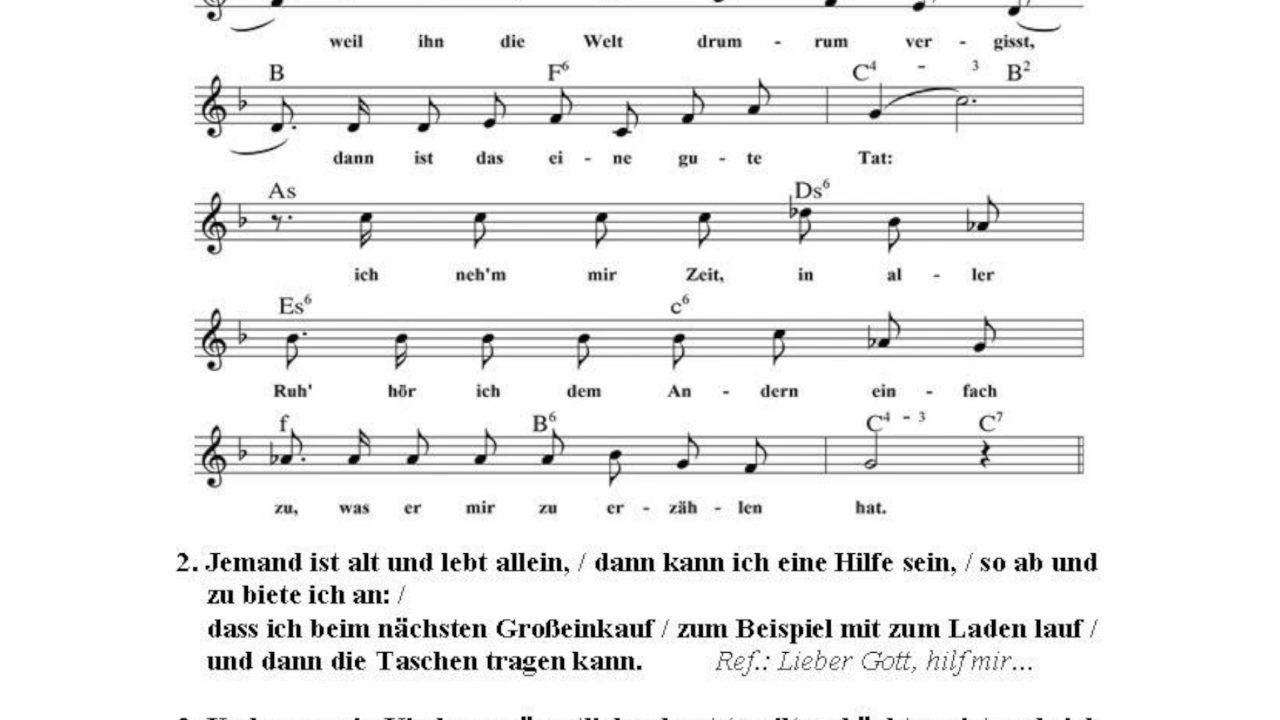 weil ihn die Welt drum - rum ver - gisst,
B F6 C4 - 3 B2
dann ist das ei - ne gu - te Tat:
As Ds6
ich neh'm mir Zeit, in al - ler
Es6 c6
Ruh' hör ich dem An - dern ein - fach
f B6 C4 - 3 C7
zu, was er mir zu er - zäh - len hat.
2. Jemand ist alt und lebt allein, / dann kann ich eine Hilfe sein, / so ab und
zu biete ich an: /
dass ich beim nächsten Großeinkauf / zum Beispiel mit zum Laden lauf /
und dann die Taschen tragen kann. Ref.: Lieber Gott, hilf mir...